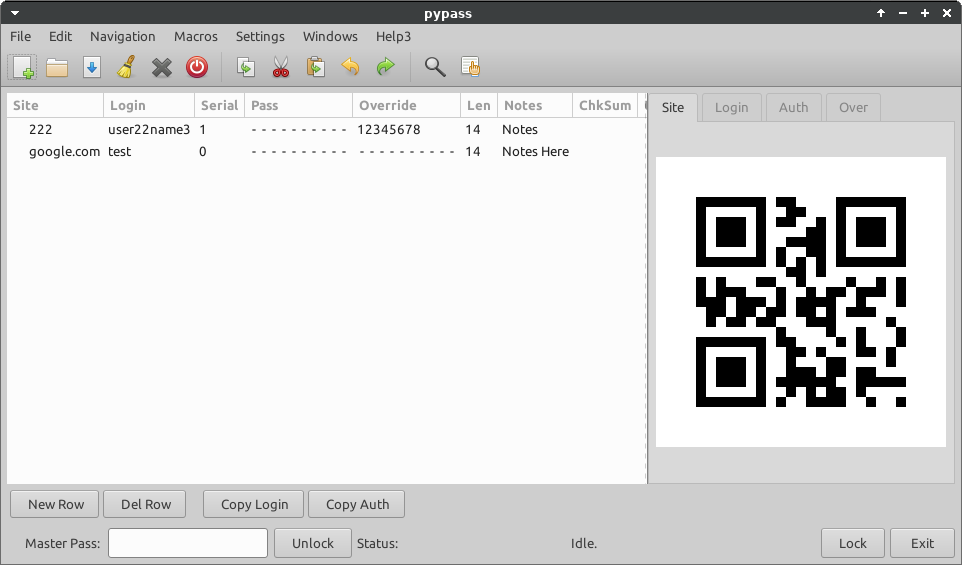 pypass
File Edit Navigation Macros Settings Windows Help3
Site Login Serial Pass Override Len Notes ChkSum
222 user22name3 1 - - - - - - - - - - 12345678 14 Notes
google.com test 0 - - - - - - - - - - - - - - - - - - - - 14 Notes Here
Site Login Auth Over
New Row Del Row Copy Login Copy Auth
Master Pass: Unlock Status: Idle. Lock Exit